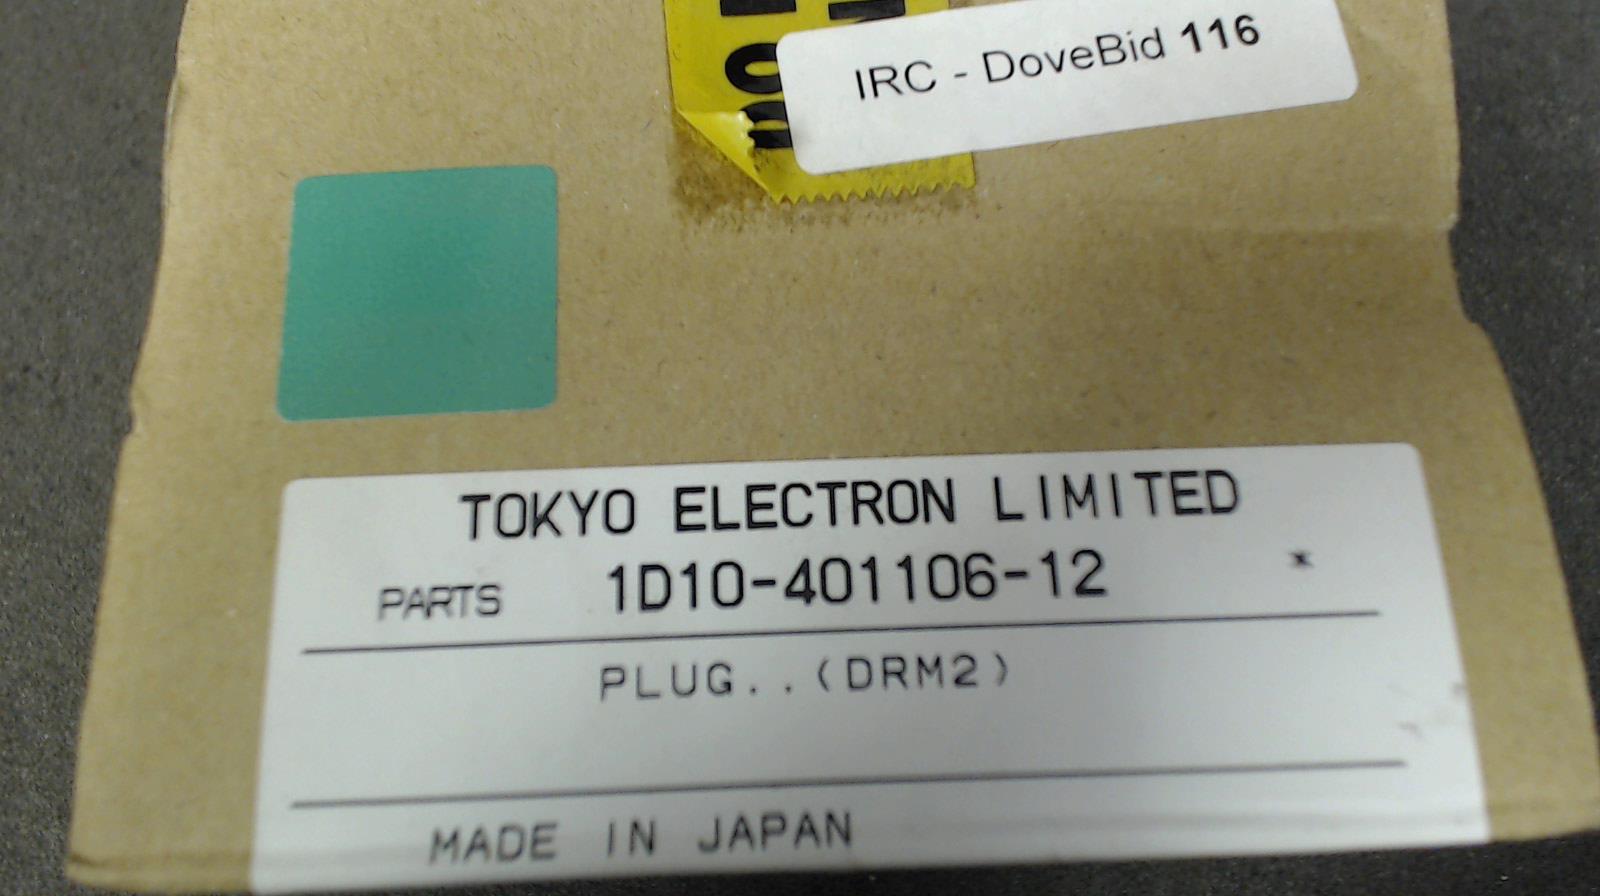 IRC - DoveBid 116
TOKYO ELECTRON LIMITED
PARTS 1D10-401106-12 *
PLUG..(DRM2)
MADE IN JAPAN